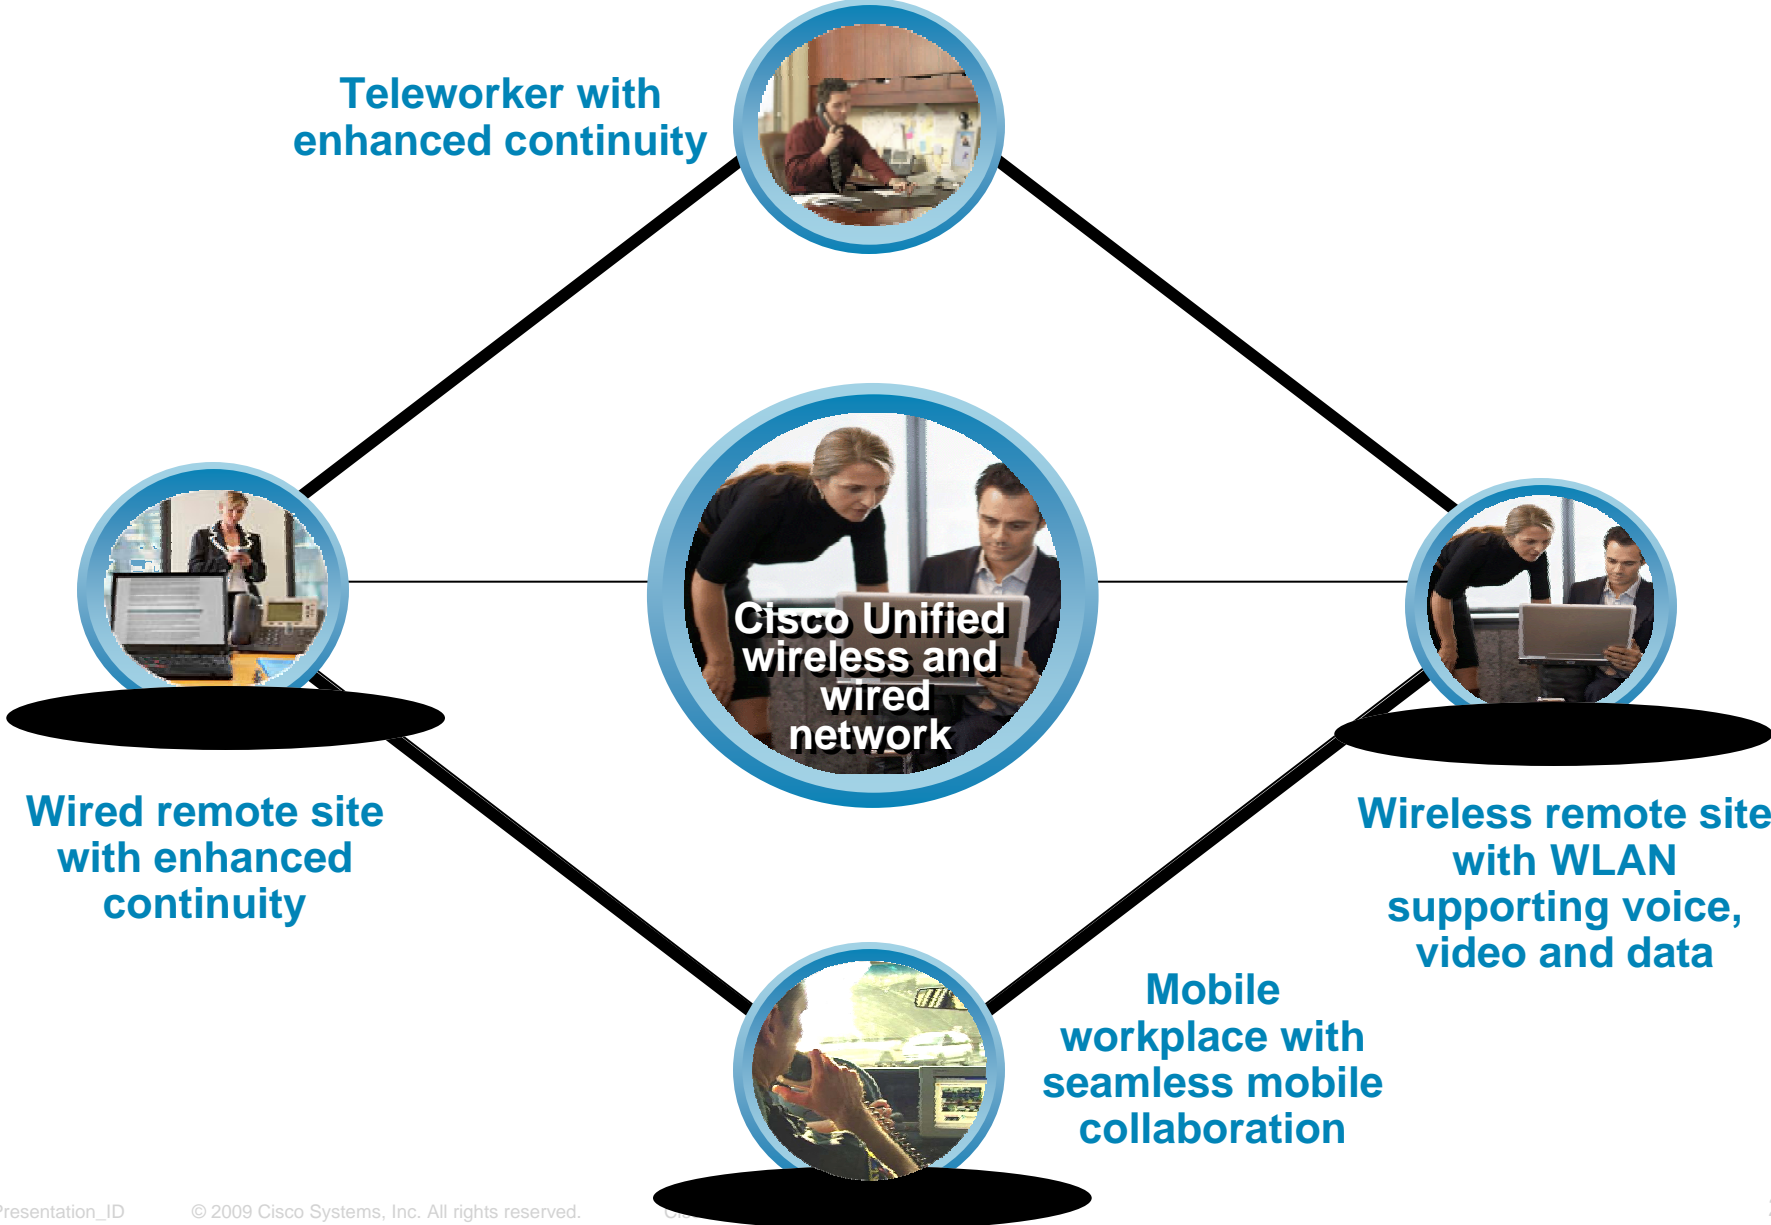 Teleworker with
enhanced continuity
Cisco Unified
wireless and
wired
network
Wired remote site
with enhanced
continuity
Wireless remote site
with WLAN
supporting voice,
video and data
Mobile
workplace with
seamless mobile
collaboration
Presentation_ID
© 2009 Cisco Systems, Inc. All rights reserved.